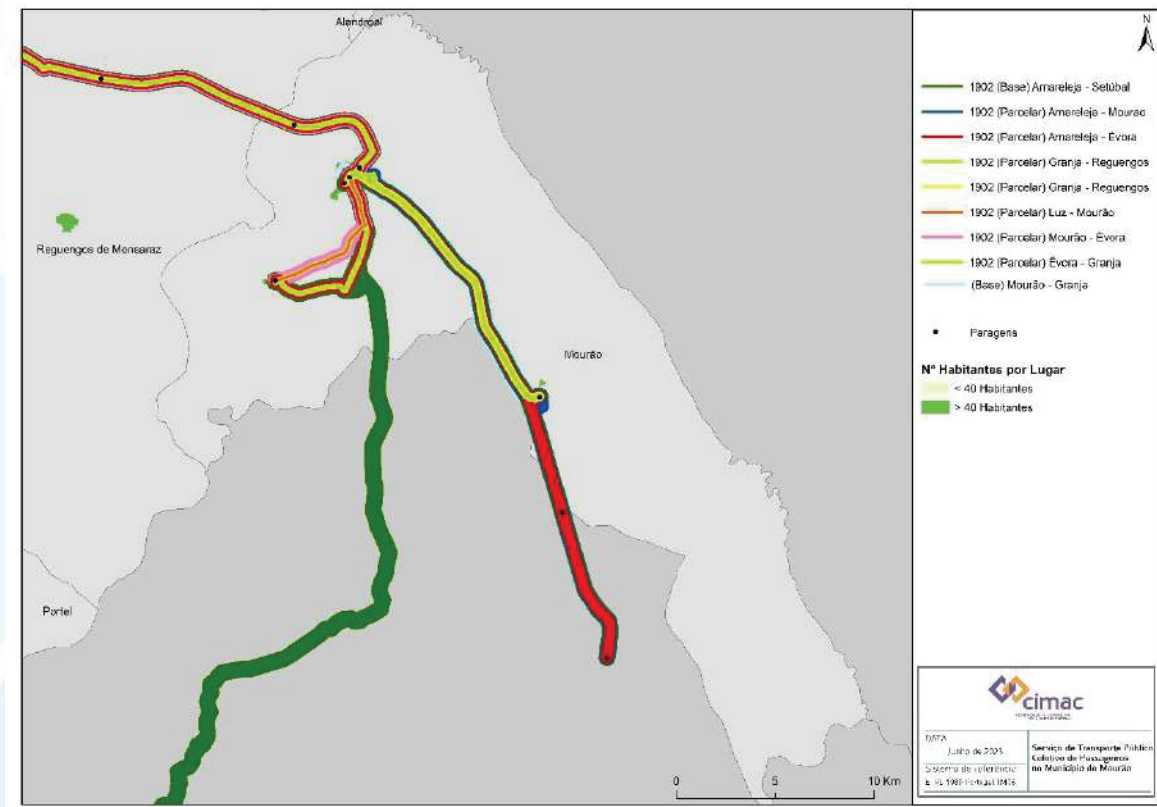 Alandroal
Reguengos de Monsaraz
Mourão
Portel
0 5 10 Km
N
1902 (Base) Amareleja - Setúbal
1902 (Parcelar) Amareleja - Mourao
1902 (Parcelar) Amareleja - Évora
1902 (Parcelar) Granja - Reguengos
1902 (Parcelar) Granja - Reguengos
1902 (Parcelar) Luz - Mourão
1902 (Parcelar) Mourão - Évora
1902 (Parcelar) Évora - Granja
(Base) Mourão - Granja
Paragens
Nº Habitantes por Lugar
< 40 Habitantes
> 40 Habitantes
cimac
DATA
Junho de 2025
Sistema de referência:
Serviço de Transporte Público
Coletivo de Passageiros
no Município de Mourão